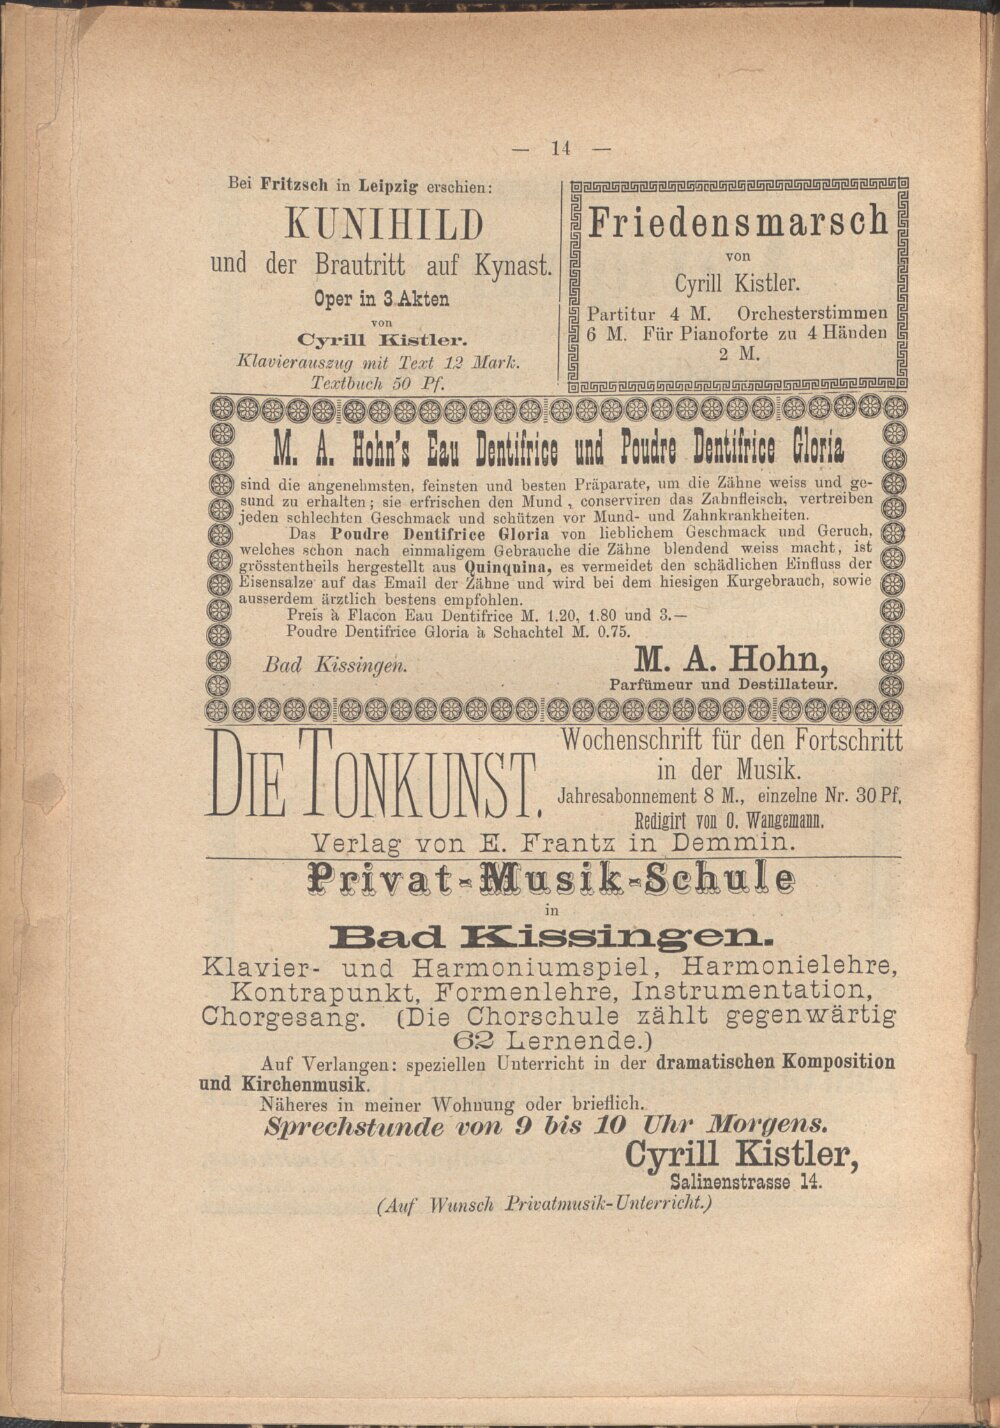 — 14 —
Bei Fritzsch in Leipzig erschien:
KUNIHILD
und der Brautritt auf Kynast.
Oper in 3 Akten
von
Cyrill Kistler.
Klavierauszug mit Text 12 Mark.
Textbuch 50 Pf.
Friedensmarsch
von
Cyrill Kistler.
Partitur 4 M. Orchesterstimmen
6 M. Für Pianoforte zu 4 Händen
2 M.
M. A. Hohn's Eau Dentifrice und Poudre Dentifrice Gloria
sind die angenehmsten, feinsten und besten Präparate, um die Zähne weiss und ge-
sund zu erhalten; sie erfrischen den Mund, conserviren das Zahnfleisch, vertreiben
jeden schlechten Geschmack und schützen vor Mund- und Zahnkrankheiten.
Das Poudre Dentifrice Gloria von lieblichem Geschmack und Geruch,
welches schon nach einmaligem Gebrauche die Zähne blendend weiss macht, ist
grösstentheils hergestellt aus Quinquina, es vermeidet den schädlichen Einfluss der
Eisensalze auf das Email der Zähne und wird bei dem hiesigen Kurgebrauch, sowie
ausserdem ärztlich bestens empfohlen.
Preis à Flacon Eau Dentifrice M. 1.20, 1.80 und 3.—
Poudre Dentifrice Gloria à Schachtel M. 0.75.
Bad Kissingen.
M. A. Hohn,
Parfümeur und Destillateur.
DIE TONKUNST.
Wochenschrift für den Fortschritt
in der Musik.
Jahresabonnement 8 M., einzelne Nr. 30 Pf.
Redigirt von O. Wangemann.
Verlag von E. Frantz in Demmin.
Privat-Musik-Schule
in
Bad Kissingen.
Klavier- und Harmoniumspiel, Harmonielehre,
Kontrapunkt, Formenlehre, Instrumentation,
Chorgesang. (Die Chorschule zählt gegenwärtig
62 Lernende.)
Auf Verlangen: speziellen Unterricht in der dramatischen Komposition
und Kirchenmusik.
Näheres in meiner Wohnung oder brieflich.
Sprechstunde von 9 bis 10 Uhr Morgens.
Cyrill Kistler,
Salinenstrasse 14.
(Auf Wunsch Privatmusik-Unterricht.)